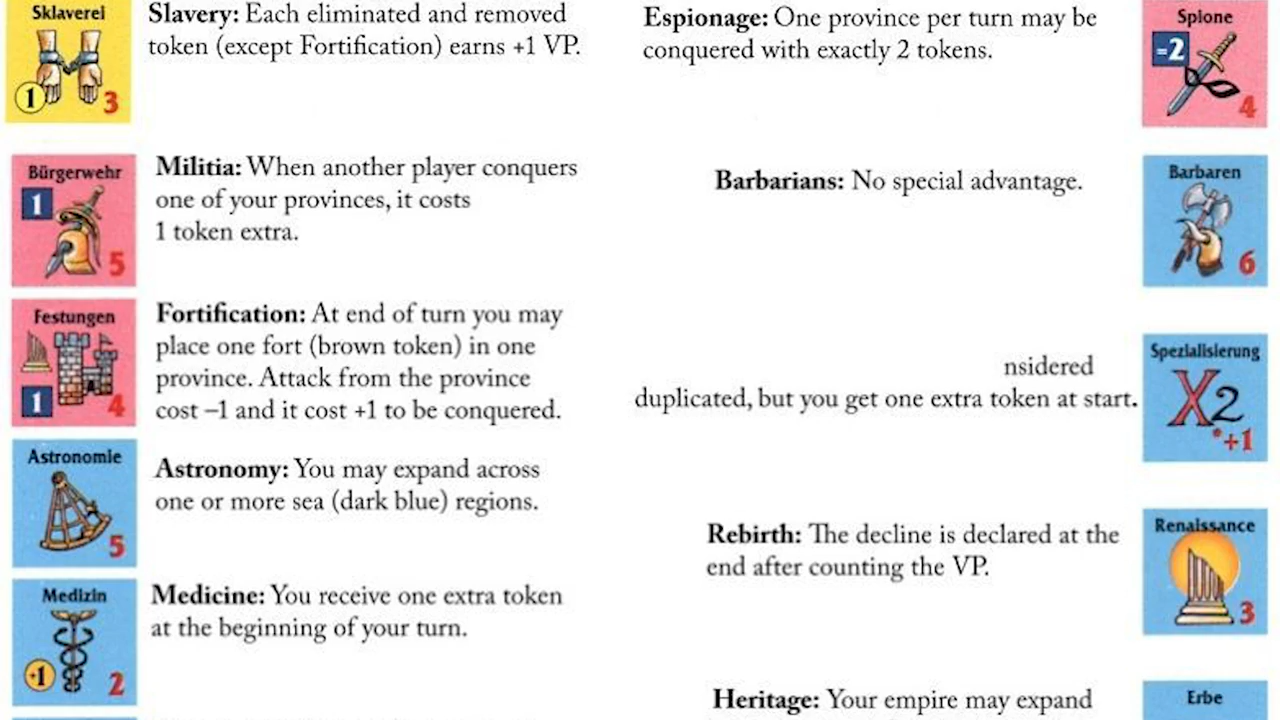 Sklaverei
1
3
Slavery: Each eliminated and removed
token (except Fortification) earns +1 VP.
Bürgerwehr
1
5
Militia: When another player conquers
one of your provinces, it costs
1 token extra.
Festungen
1
4
Fortification: At end of turn you may
place one fort (brown token) in one
province. Attack from the province
cost –1 and it cost +1 to be conquered.
Astronomie
5
Astronomy: You may expand across
one or more sea (dark blue) regions.
Medizin
+1
2
Medicine: You receive one extra token
at the beginning of your turn.
Espionage: One province per turn may be
conquered with exactly 2 tokens.
Spione
=2
4
Barbarians: No special advantage.
Barbaren
6
nsidered
duplicated, but you get one extra token at start.
Spezialisierung
X2
*+1
Rebirth: The decline is declared at the
end after counting the VP.
Renaissance
3
Heritage: Your empire may expand
Erbe